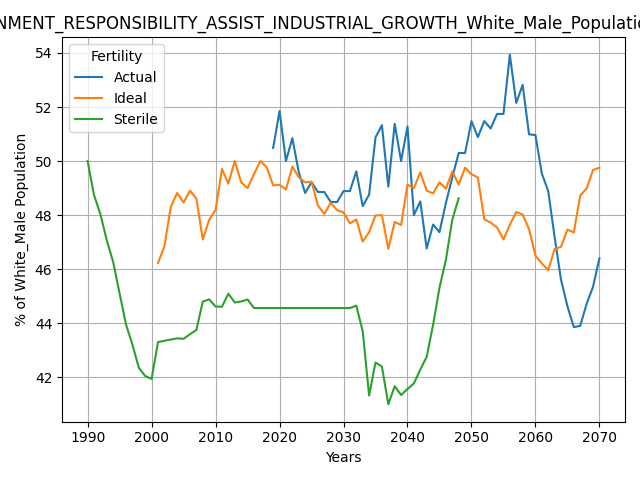 NMENT_RESPONSIBILITY_ASSIST_INDUSTRIAL_GROWTH_White_Male_Populatio
Fertility
Actual
Ideal
Sterile
% of White_Male Population
54
52
50
48
46
44
42
1990 2000 2010 2020 2030 2040 2050 2060 2070
Years